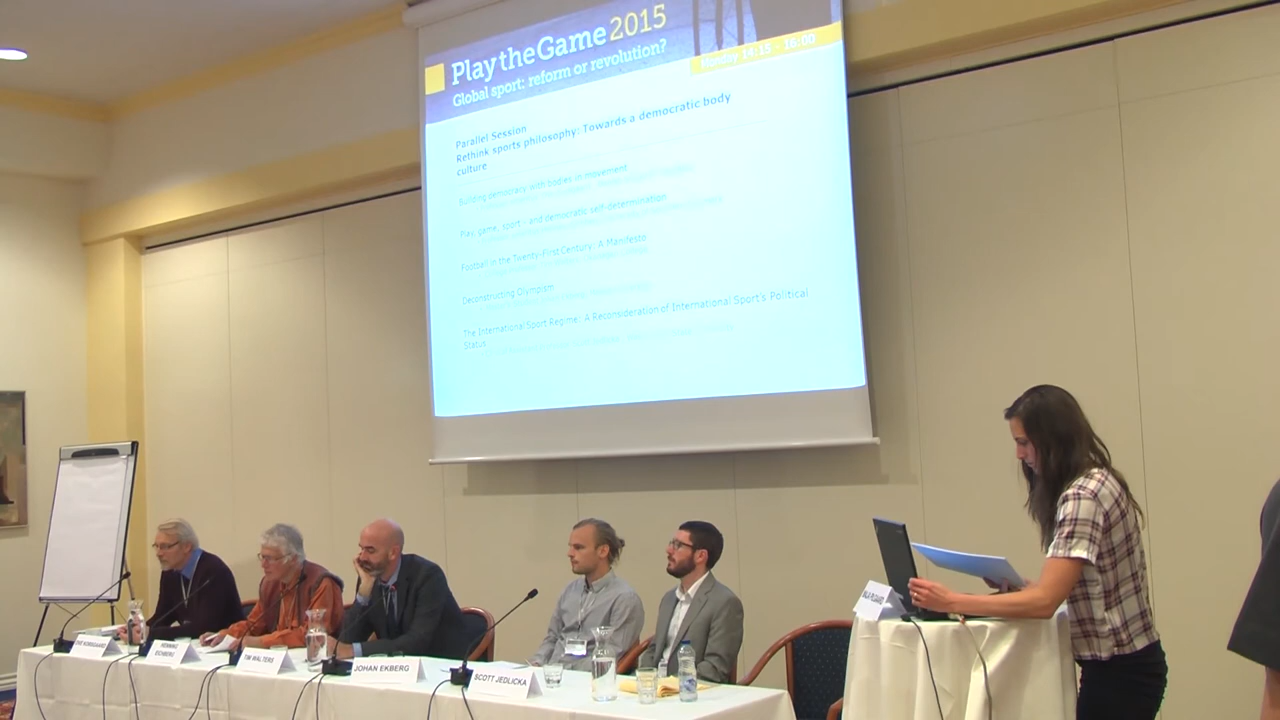 Play the Game 2015
Global sport: reform or revolution?
Monday 14:15 - 16:00
Parallel Session
Rethink sports philosophy: Towards a democratic body
culture
Building democracy with bodies in movement
Play, game, sport - and democratic self-determination
Football in the Twenty-First Century: A Manifesto
Deconstructing Olympism
The International Sport Regime: A Reconsideration of International Sport's Political
Status
HENNING
EICHBERG
TIM WALTERS
JOHAN EKBERG
SCOTT JEDLICKA